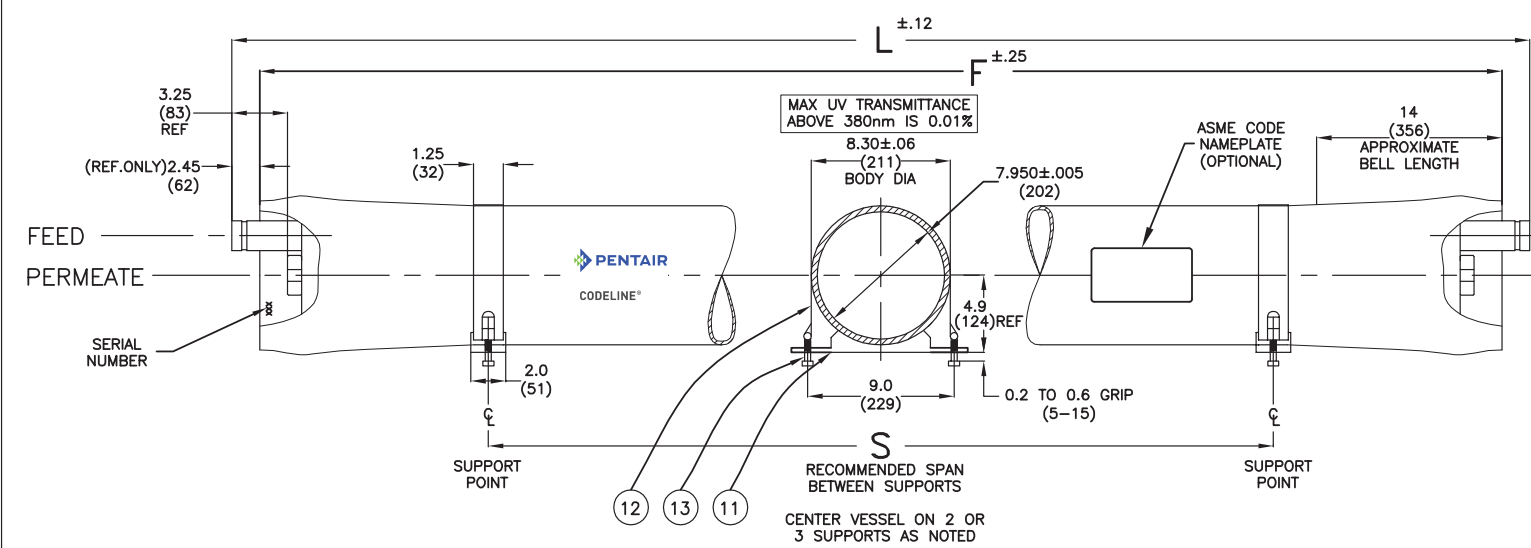 L ±.12
F ±.25
3.25
(83)
REF
MAX UV TRANSMITTANCE
ABOVE 380nm IS 0.01%
14
(356)
APPROXIMATE
BELL LENGTH
ASME CODE
NAMEPLATE
(OPTIONAL)
(REF.ONLY)2.45
(62)
1.25
(32)
8.30±.06
(211)
BODY DIA
7.950±.005
(202)
FEED
PERMEATE
PENTAIR
CODELINE®
XXX
4.9
(124)REF
SERIAL
NUMBER
2.0
(51)
9.0
(229)
0.2 TO 0.6 GRIP
(5-15)
℄
℄
S
SUPPORT
POINT
RECOMMENDED SPAN
BETWEEN SUPPORTS
SUPPORT
POINT
12
13
11
CENTER VESSEL ON 2 OR
3 SUPPORTS AS NOTED